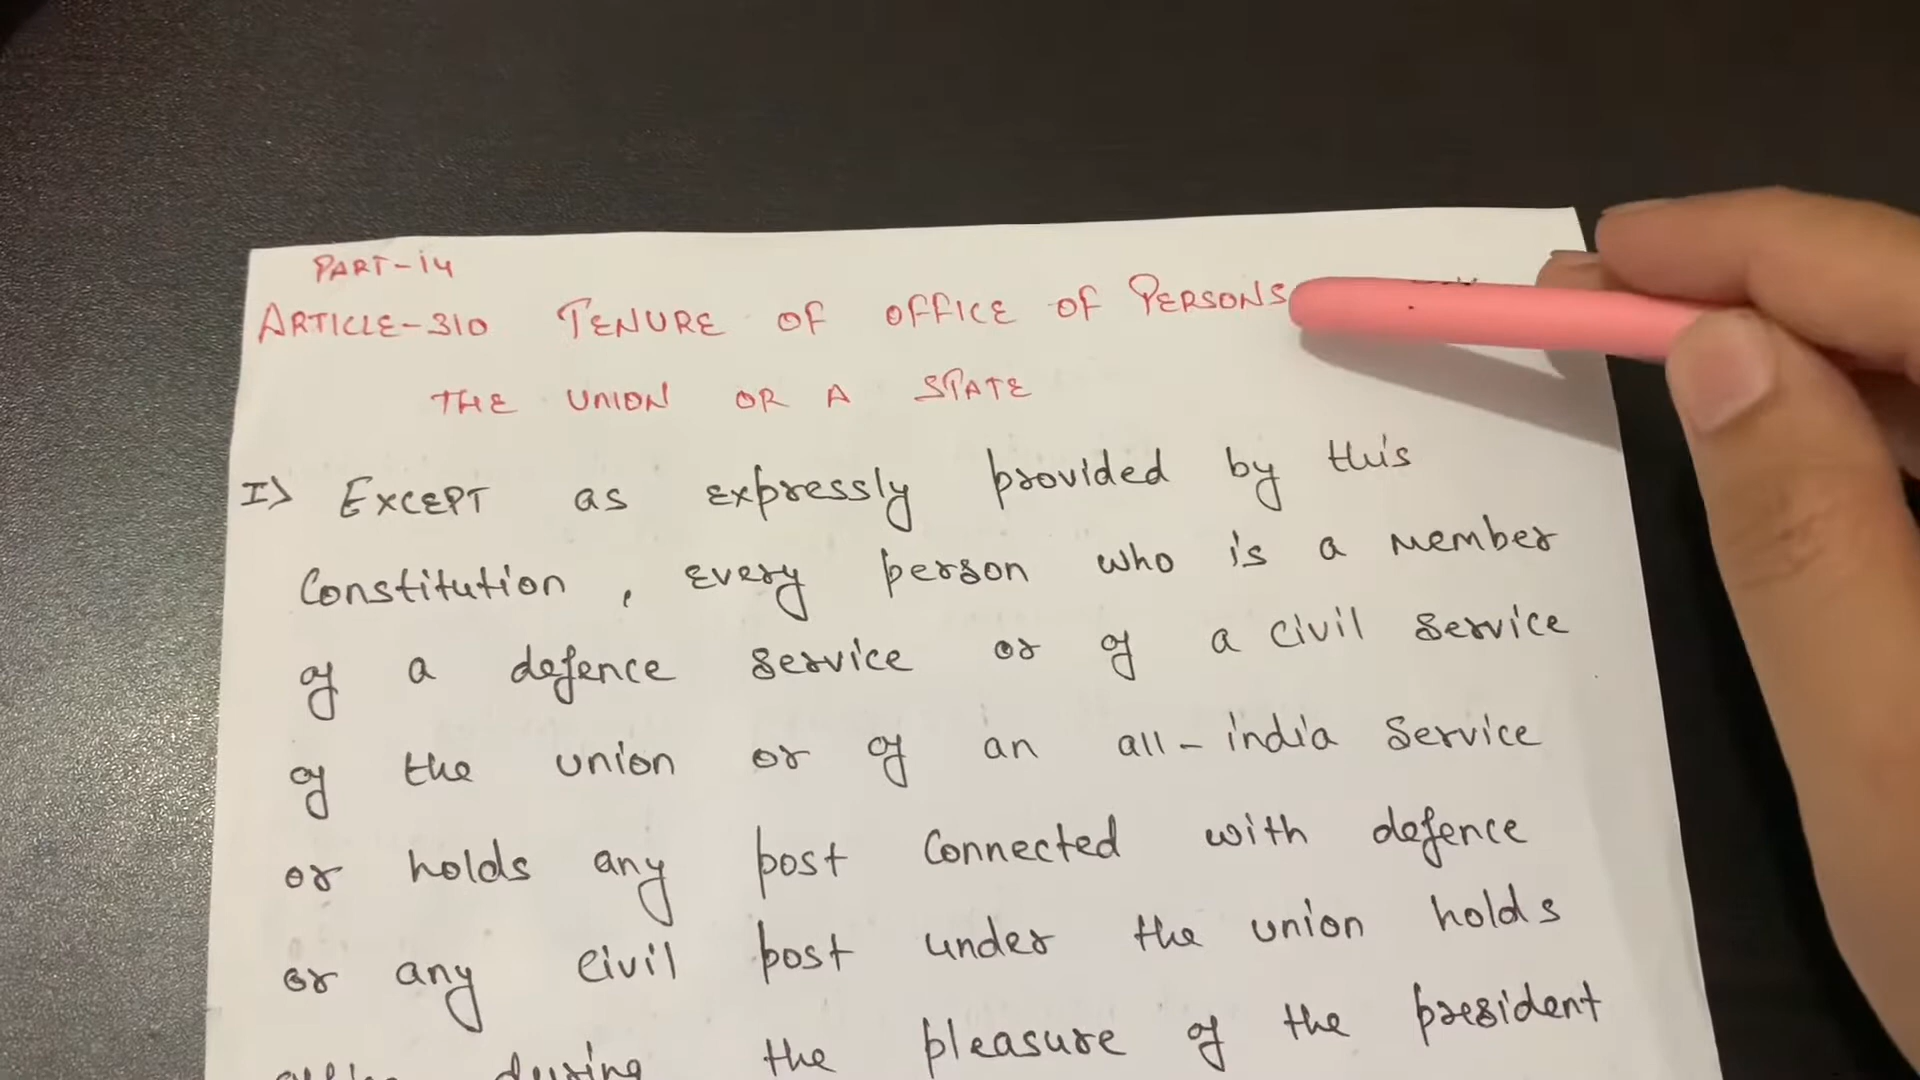 PART-14
ARTICLE-310 TENURE OF OFFICE OF PERSONS
THE UNION OR A STATE
I) EXCEPT as expressly provided by this
Constitution, every person who is a member
of a defence service or of a civil service
of the union or of an all-india service
or holds any post connected with defence
or any civil post under the union holds
during the pleasure of the president